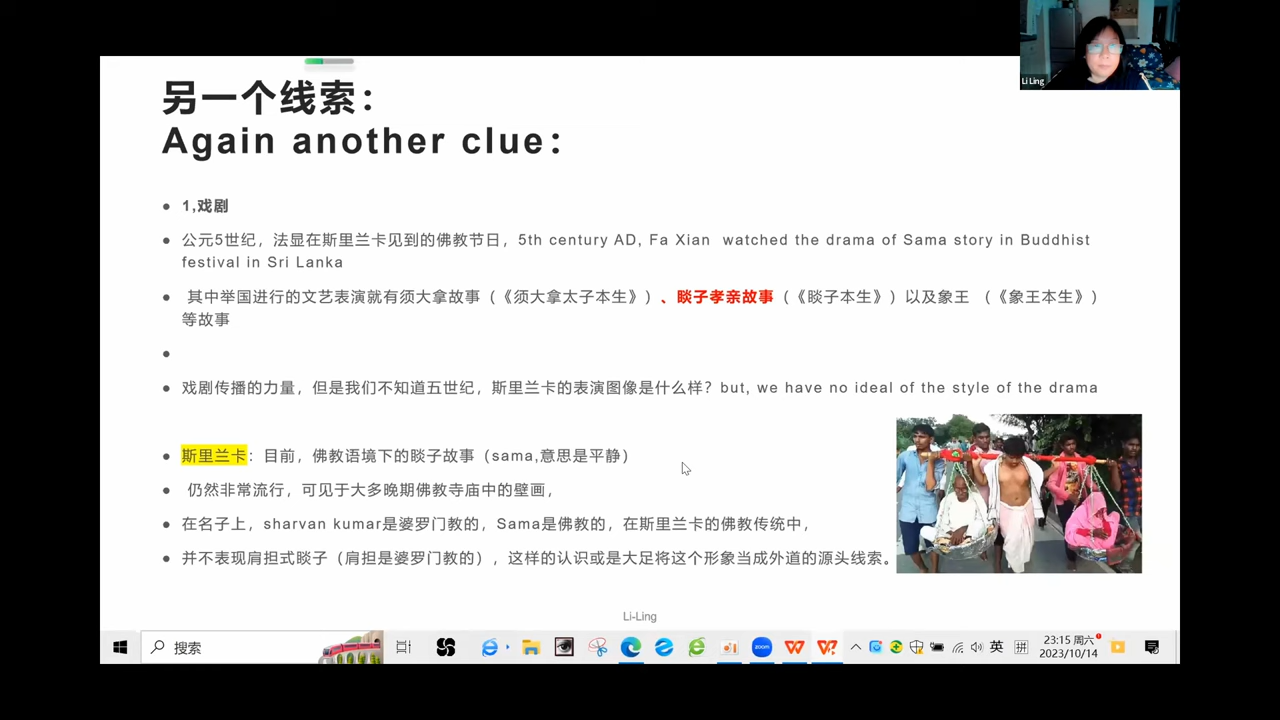 Li Ling
另一个线索：
Again another clue：
1,戏剧
公元5世纪，法显在斯里兰卡见到的佛教节日，5th century AD, Fa Xian watched the drama of Sama story in Buddhist
festival in Sri Lanka
其中举国进行的文艺表演就有须大拿故事（《须大拿太子本生》）、睒子孝亲故事（《睒子本生》）以及象王 （《象王本生》）
等故事
戏剧传播的力量，但是我们不知道五世纪，斯里兰卡的表演图像是什么样？but, we have no ideal of the style of the drama
斯里兰卡：目前，佛教语境下的睒子故事（sama,意思是平静）
仍然非常流行，可见于大多晚期佛教寺庙中的壁画，
在名子上，sharvan kumar是婆罗门教的，Sama是佛教的，在斯里兰卡的佛教传统中，
并不表现肩担式睒子（肩担是婆罗门教的），这样的认识或是大足将这个形象当成外道的源头线索。
Li-Ling
搜索
zoom
英
拼
23:15 周六
2023/10/14